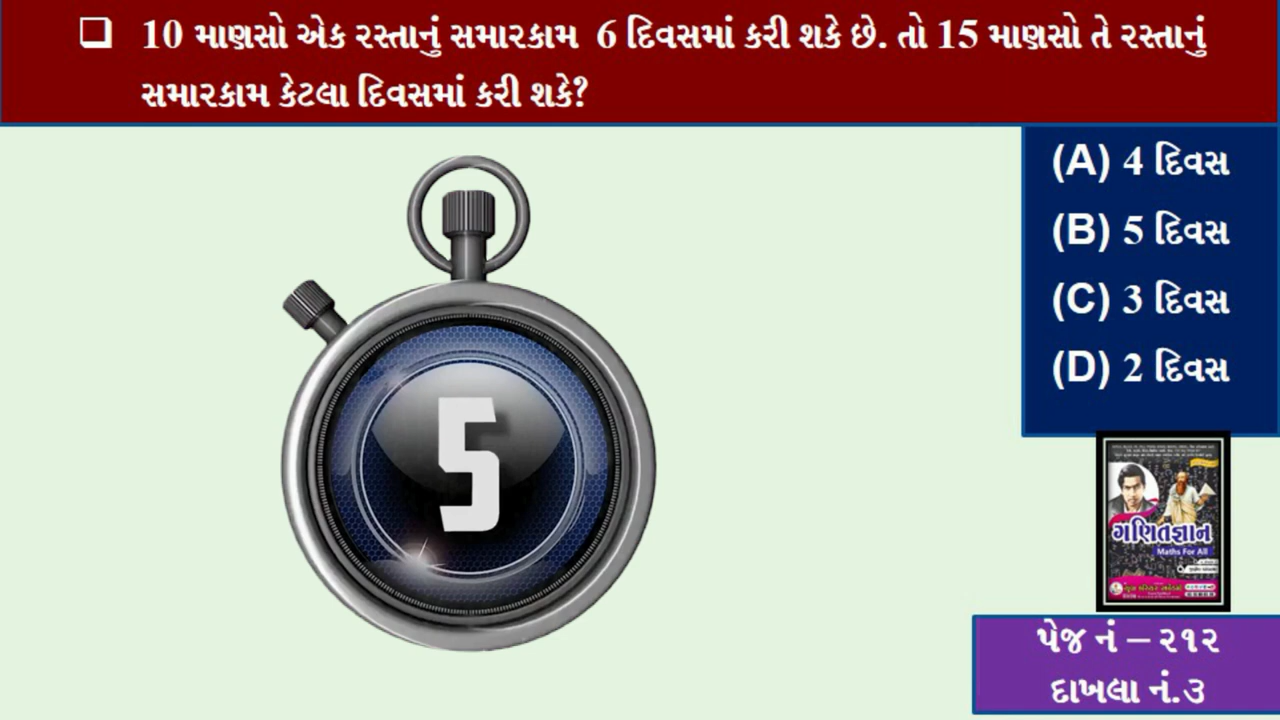 ❑ 10 માણસો એક રસ્તાનું સમારકામ 6 દિવસમાં કરી શકે છે. તો 15 માણસો તે રસ્તાનું
સમારકામ કેટલા દિવસમાં કરી શકે?
(A) 4 દિવસ
(B) 5 દિવસ
(C) 3 દિવસ
(D) 2 દિવસ
5
ગણિતજ્ઞાન
Maths For All
પેજ નં – ૨૧૨
દાખલા નં.૩